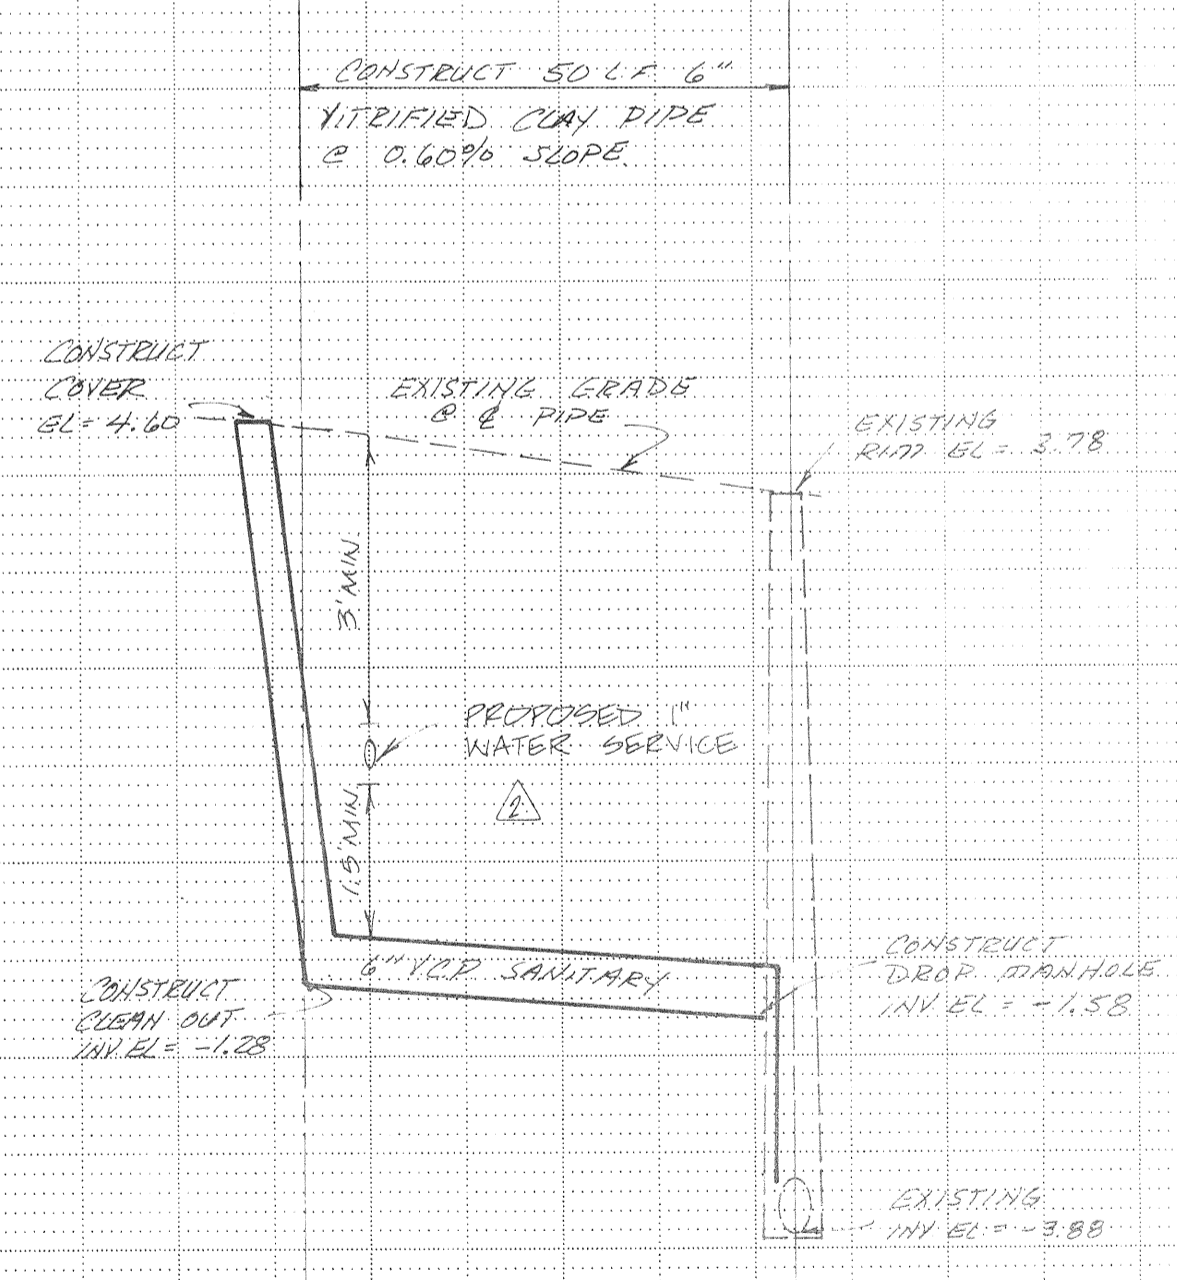 CONSTRUCT 50 L.F. 6"
VITRIFIED CLAY PIPE
@ 0.60% SLOPE
CONSTRUCT
COVER
EL= 4.60
EXISTING GRADE
@ ℄ PIPE
EXISTING
RIM EL= 3.78
3' MIN
PROPOSED 1"
WATER SERVICE
2
1.5' MIN
6" V.C.P. SANITARY
CONSTRUCT
DROP MANHOLE
INV EL= -1.58
CONSTRUCT
CLEAN OUT
INV EL= -1.28
EXISTING
INV EL= -3.88